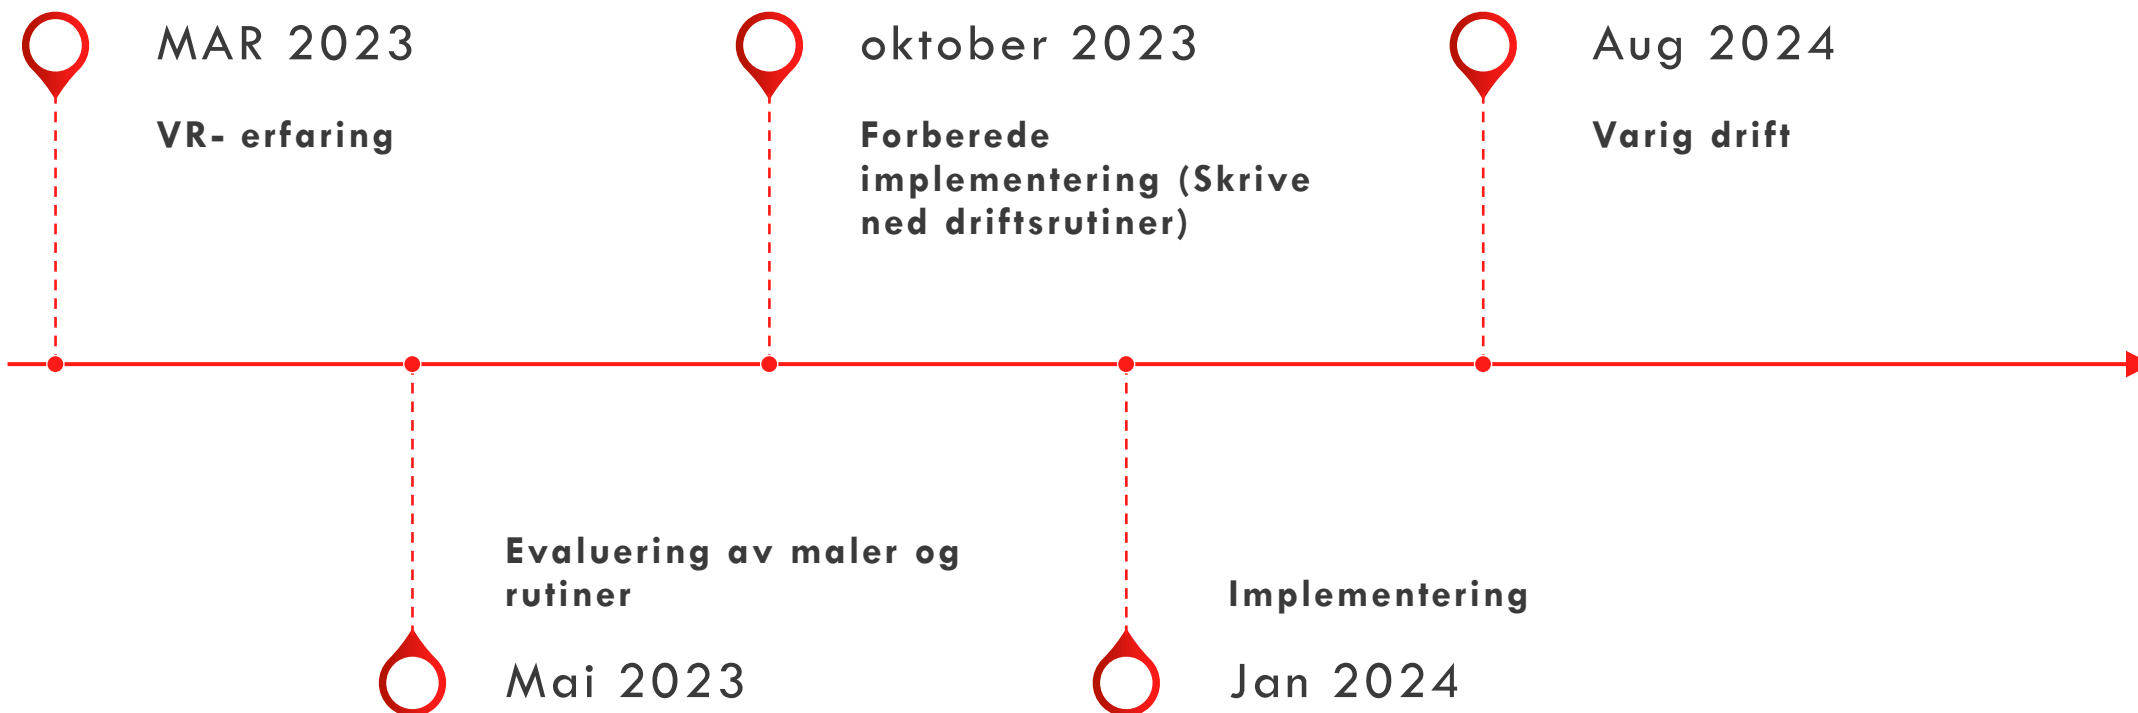 MAR 2023
VR- erfaring
Evaluering av maler og
rutiner
Mai 2023
oktober 2023
Forberede
implementering (Skrive
ned driftsrutiner)
Implementering
Jan 2024
Aug 2024
Varig drift